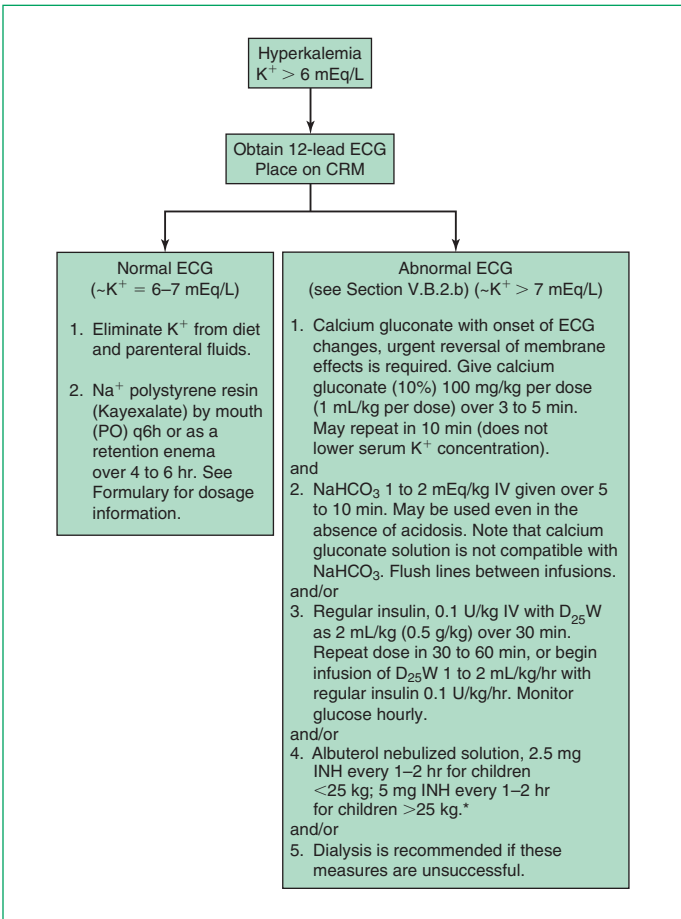 Hyperkalemia
K+ > 6 mEq/L
Obtain 12-lead ECG
Place on CRM
Normal ECG
(~K+ = 6–7 mEq/L)
1. Eliminate K+ from diet
and parenteral fluids.
2. Na+ polystyrene resin
(Kayexalate) by mouth
(PO) q6h or as a
retention enema
over 4 to 6 hr. See
Formulary for dosage
information.
Abnormal ECG
(see Section V.B.2.b) (~K+ > 7 mEq/L)
1. Calcium gluconate with onset of ECG
changes, urgent reversal of membrane
effects is required. Give calcium
gluconate (10%) 100 mg/kg per dose
(1 mL/kg per dose) over 3 to 5 min.
May repeat in 10 min (does not
lower serum K+ concentration).
and
2. NaHCO3 1 to 2 mEq/kg IV given over 5
to 10 min. May be used even in the
absence of acidosis. Note that calcium
gluconate solution is not compatible with
NaHCO3. Flush lines between infusions.
and/or
3. Regular insulin, 0.1 U/kg IV with D25W
as 2 mL/kg (0.5 g/kg) over 30 min.
Repeat dose in 30 to 60 min, or begin
infusion of D25W 1 to 2 mL/kg/hr with
regular insulin 0.1 U/kg/hr. Monitor
glucose hourly.
and/or
4. Albuterol nebulized solution, 2.5 mg
INH every 1–2 hr for children
<25 kg; 5 mg INH every 1–2 hr
for children >25 kg.*
and/or
5. Dialysis is recommended if these
measures are unsuccessful.